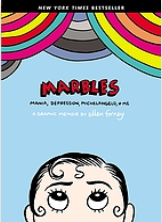 NEW YORK TIMES BESTSELLER
MARBLES
MANIA, DEPRESSION, MICHELANGELO, + ME
a graphic memoir by ellen forney